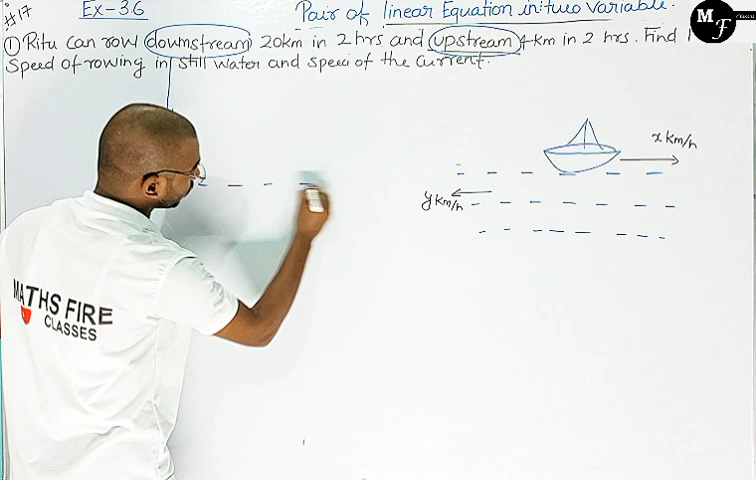 #17
Ex-3.6
Pair of linear Equation in two variable.
M
F
① Ritu can row downstream 20km in 2 hrs and upstream 4 km in 2 hrs. Find
Speed of rowing in still water and speed of the current.
x km/h
y km/h
MATHS FIRE
CLASSES